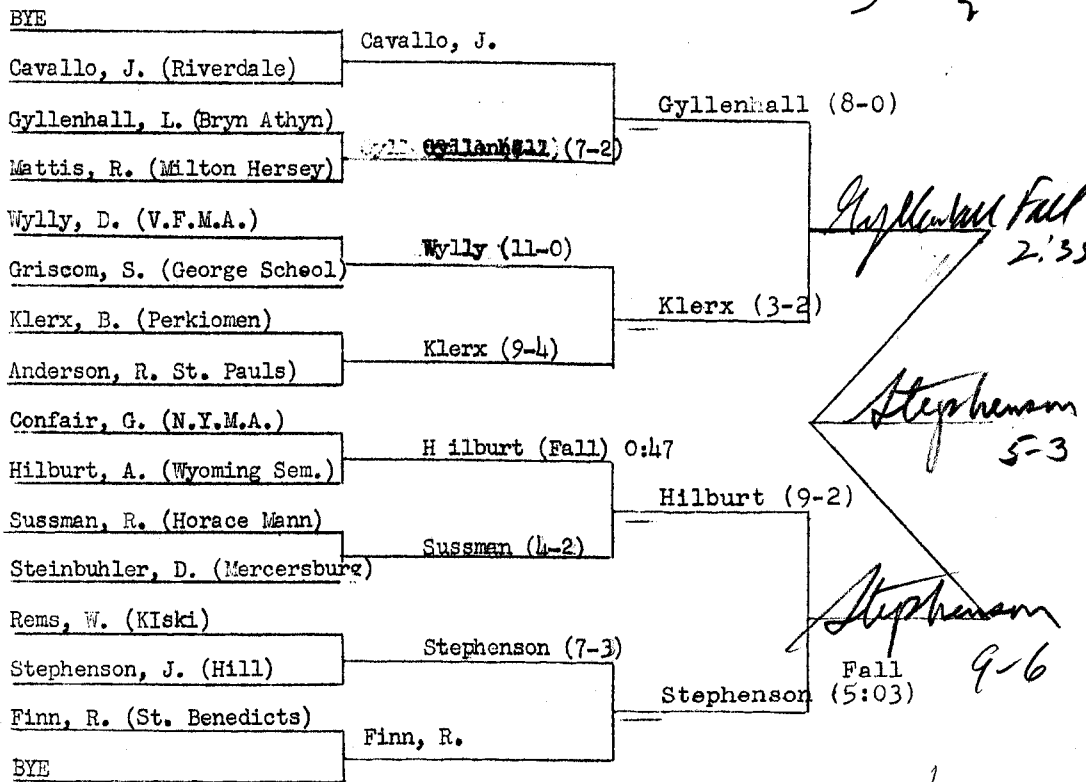 BYE
Cavallo, J.
Cavallo, J. (Riverdale)
Gyllenhall (8-0)
Gyllenhall, L. (Bryn Athyn)
Gyllenhall (7-2)
Mattis, R. (Milton Hersey)
Gyllenhall Fall
Wylly, D. (V.F.M.A.)
Wylly (11-0)
Griscom, S. (George School)
Klerx (3-2)
Klerx, B. (Perkiomen)
Klerx (9-4)
Anderson, R. St. Pauls)
Stephenson
5-3
Confair, G. (N.Y.M.A.)
H ilburt (Fall) 0:47
Hilburt, A. (Wyoming Sem.)
Hilburt (9-2)
Sussman, R. (Horace Mann)
Sussman (4-2)
Steinbuhler, D. (Mercersburg)
Stephenson
9-6
Rems, W. (KIski)
Stephenson (7-3)
Stephenson, J. (Hill)
Fall
Stephenson (5:03)
Finn, R. (St. Benedicts)
Finn, R.
BYE